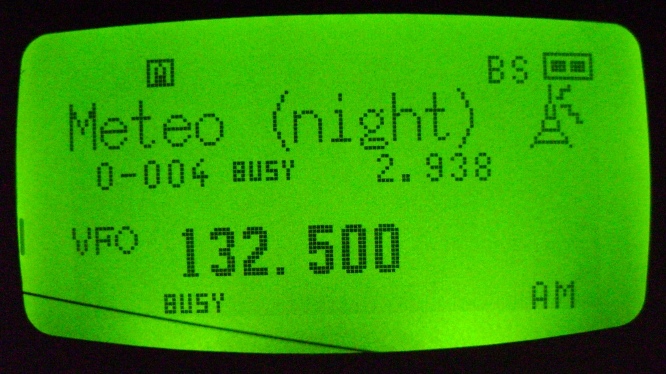 M BS
Meteo (night)
0-004 BUSY 2.938
VFO 132.500
BUSY AM